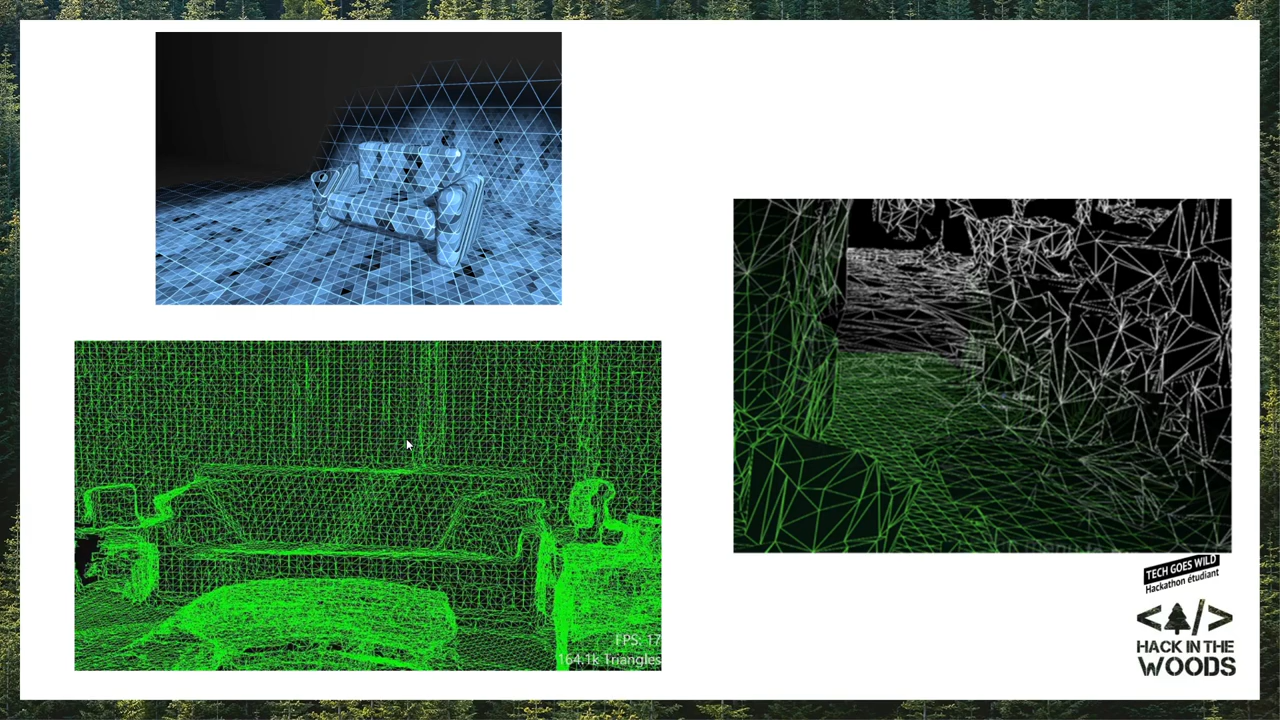 FPS: 17
164.1k Triangles
TECH GOES WILD
Hackathon étudiant
</>
HACK IN THE
WOODS